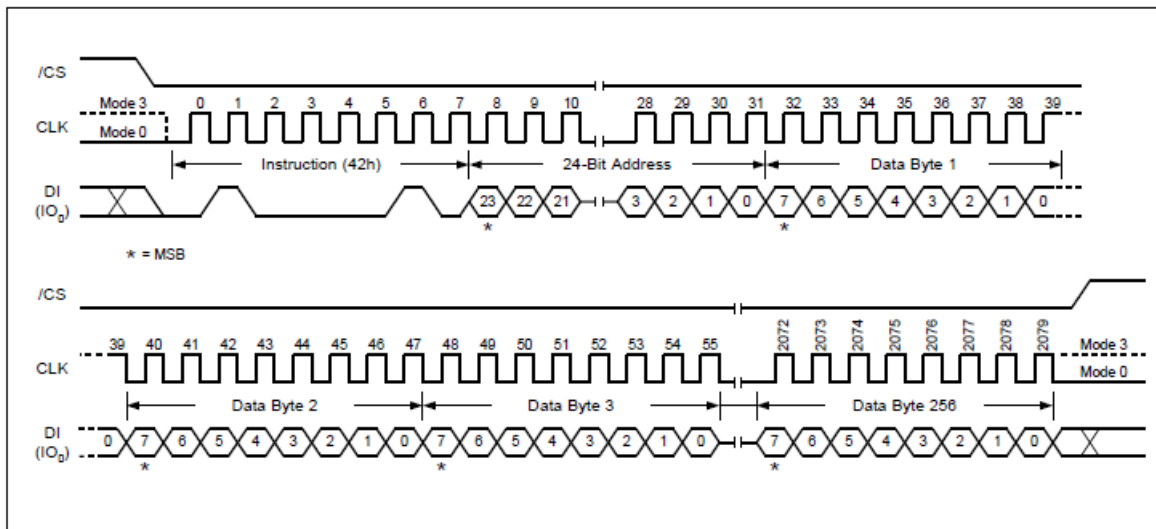 /CS
Mode 3 0 1 2 3 4 5 6 7 8 9 10 28 29 30 31 32 33 34 35 36 37 38 39
CLK Mode 0
Instruction (42h) 24-Bit Address Data Byte 1
DI
(IO0) 23 22 21 3 2 1 0 7 6 5 4 3 2 1 0
* *
* = MSB
/CS
39 40 41 42 43 44 45 46 47 48 49 50 51 52 53 54 55 2072 2073 2074 2075 2076 2077 2078 2079 Mode 3
CLK Mode 0
Data Byte 2 Data Byte 3 Data Byte 256
DI
(IO0) 0 7 6 5 4 3 2 1 0 7 6 5 4 3 2 1 0 7 6 5 4 3 2 1 0
* * *